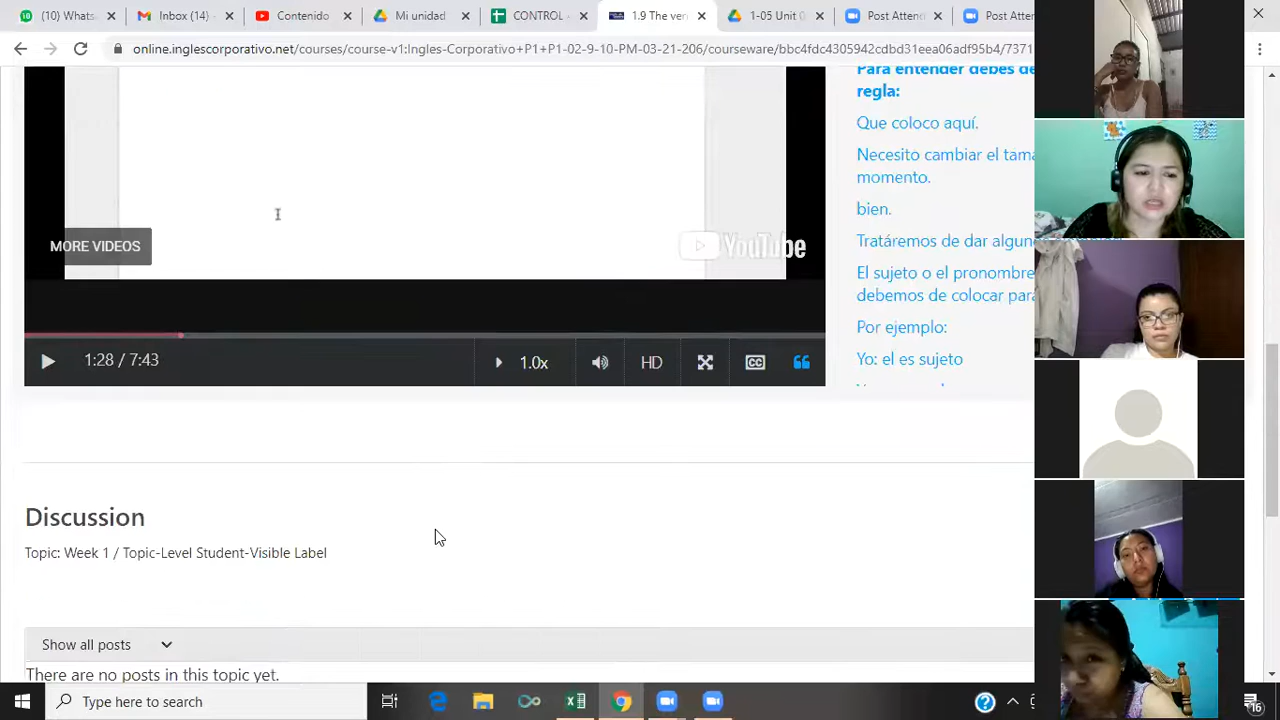 (10) Whats
Inbox (14) -
Contenido
Mi unidad
CONTROL
1.9 The ver
1-05 Unit
Post Attend
Post Atten
online.inglescorporativo.net/courses/course-v1:Ingles-Corporativo+P1+P1-02-9-10-PM-03-21-206/courseware/bbc4fdc4305942cdbd31eea06adf95b4/7371
Para entender debes de
regla:
Que coloco aquí.
Necesito cambiar el tama
momento.
bien.
Tratáremos de dar algun
El sujeto o el pronombre
debemos de colocar para
Por ejemplo:
Yo: el es sujeto
MORE VIDEOS
YouTube
1:28 / 7:43
1.0x
HD
CC
Discussion
Topic: Week 1 / Topic-Level Student-Visible Label
Show all posts
There are no posts in this topic yet.
Type here to search
16